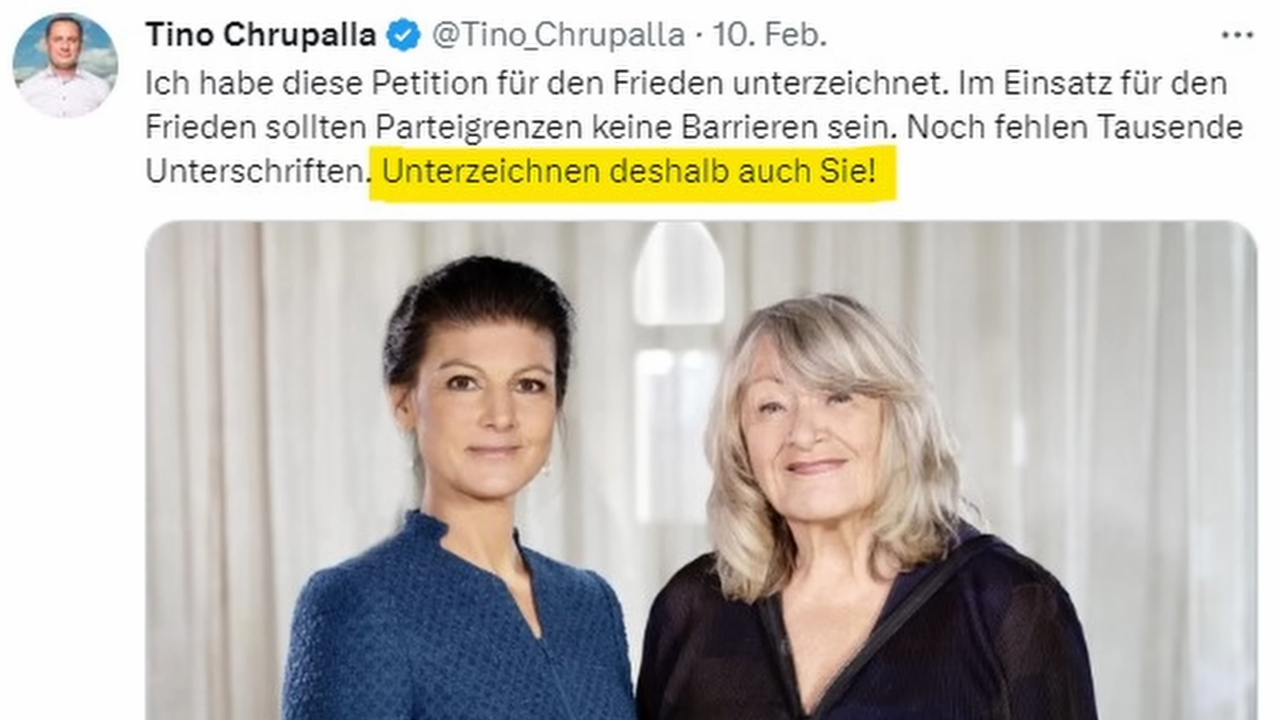 Tino Chrupalla @Tino_Chrupalla · 10. Feb.
Ich habe diese Petition für den Frieden unterzeichnet. Im Einsatz für den
Frieden sollten Parteigrenzen keine Barrieren sein. Noch fehlen Tausende
Unterschriften. Unterzeichnen deshalb auch Sie!